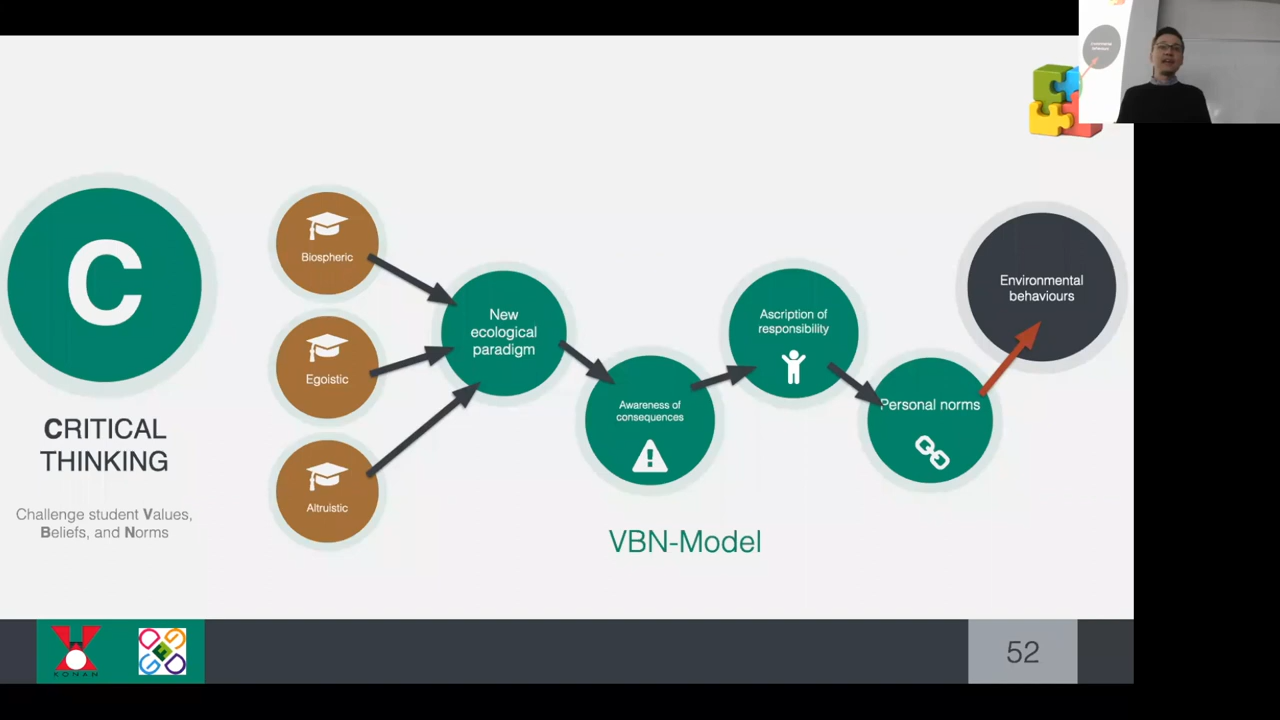 C
CRITICAL
THINKING
Challenge student Values,
Beliefs, and Norms
Biospheric
Egoistic
Altruistic
New
ecological
paradigm
Awareness of
consequences
Ascription of
responsibility
Personal norms
Environmental
behaviours
VBN-Model
KONAN
52